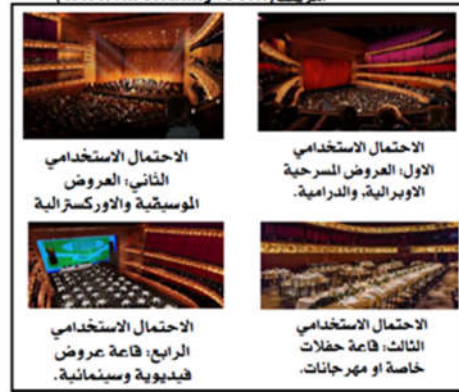 الاحتمال الاستخدامي
الاول: العروض المسرحية
الاوبرالية, والدرامية.
الاحتمال الاستخدامي
الثاني: العروض
الموسيقية والاوركسترالية
الاحتمال الاستخدامي
الثالث: قاعة حفلات
خاصة او مهرجانات.
الاحتمال الاستخدامي
الرابع: قاعة عروض
فيديوية وسينمائية.